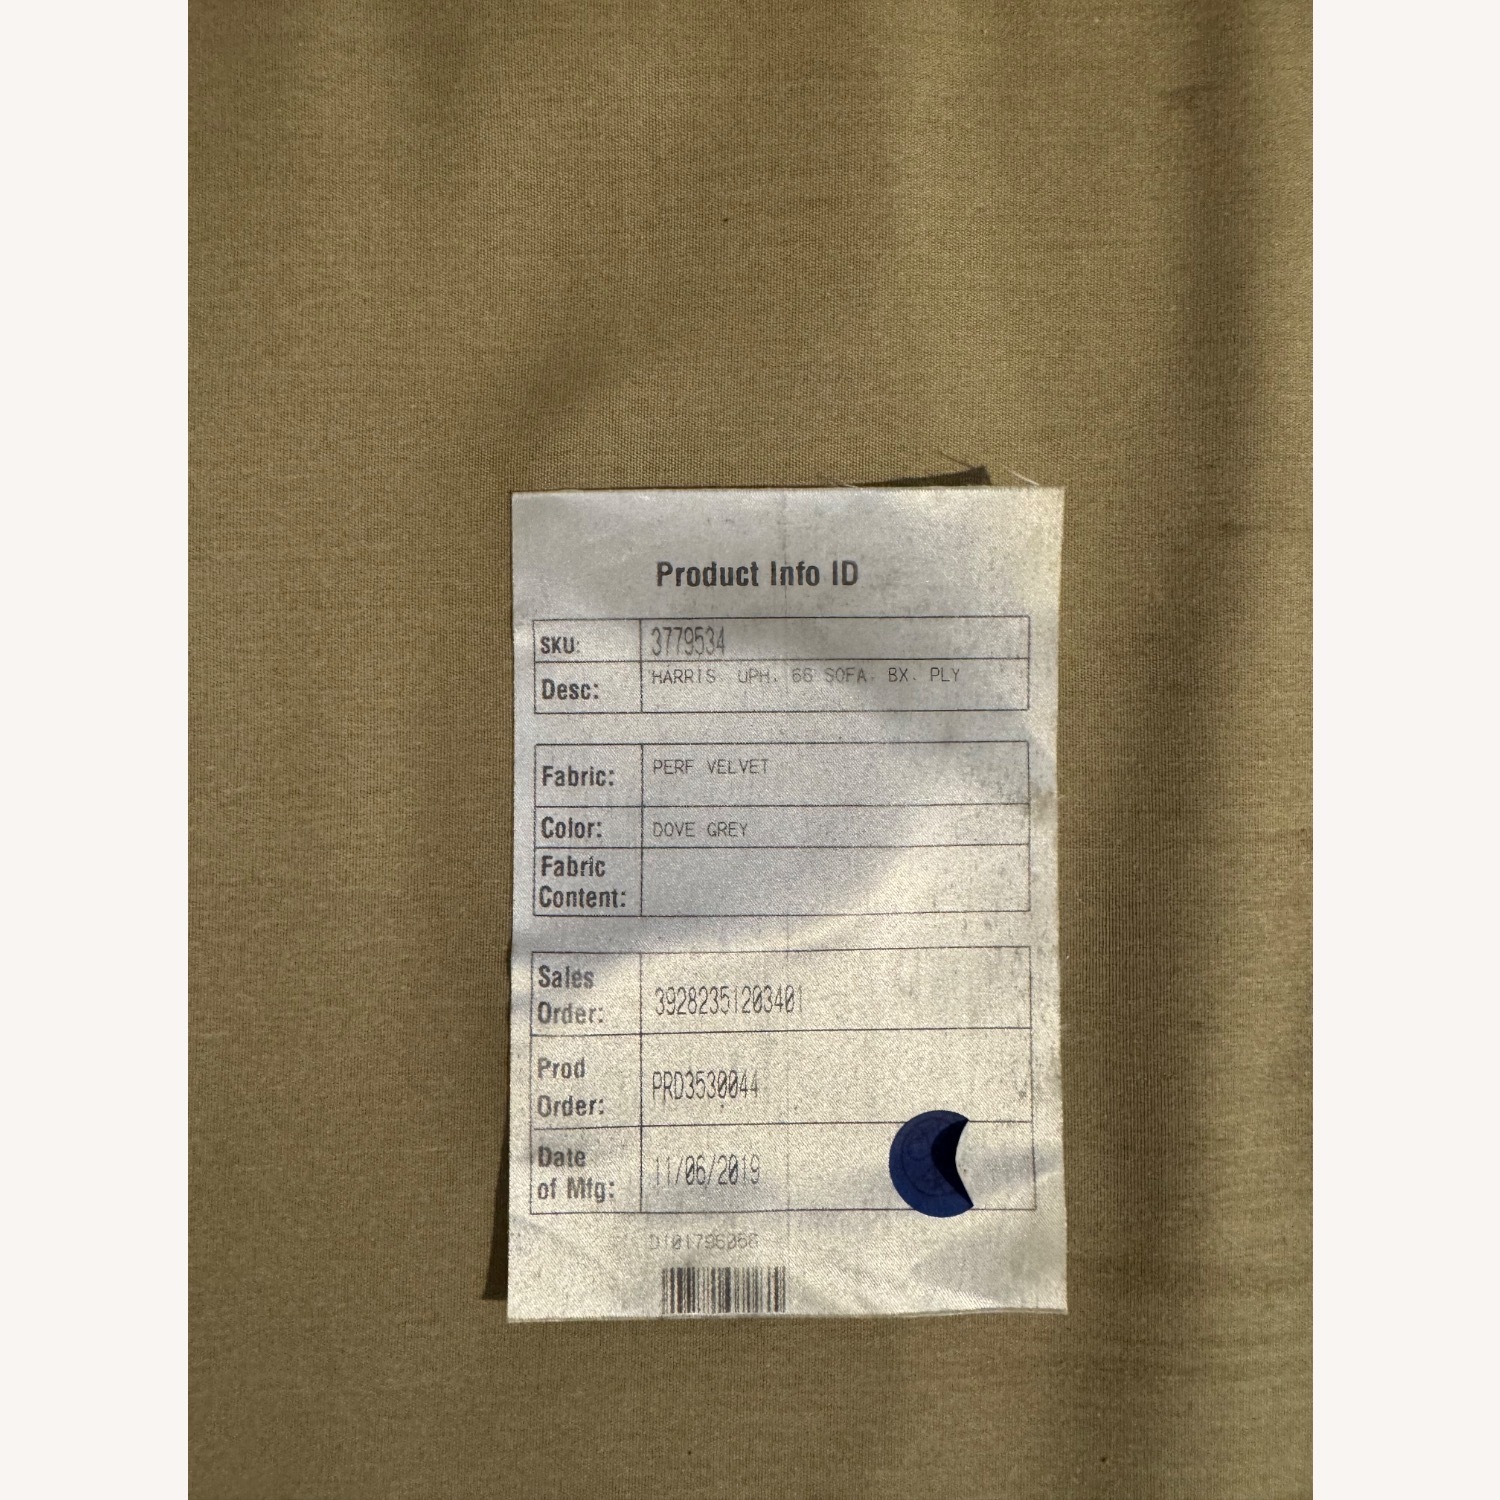 Product Info ID
SKU: 3779534
Desc: HARRIS UPH. 66 SOFA. BX. PLY
Fabric: PERF VELVET
Color: DOVE GREY
Fabric
Content:
Sales
Order: 39282351203401
Prod
Order: PRD3530044
Date
of Mfg: 11/06/2019